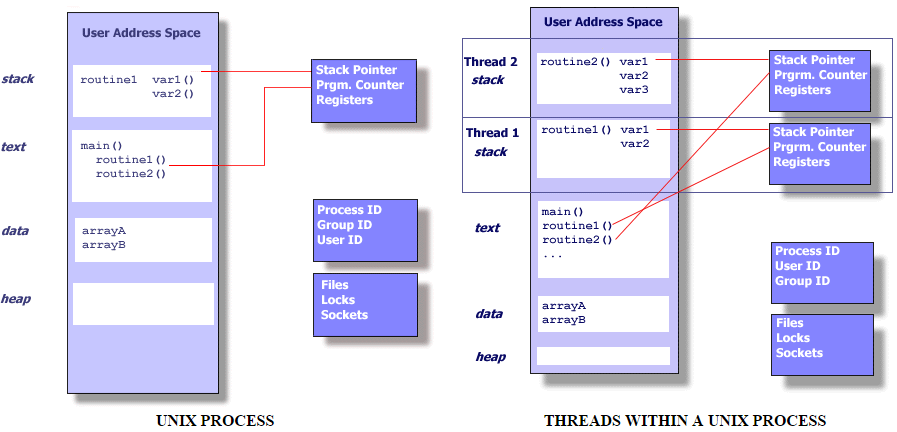 User Address Space
stack
routine1 var1()
var2()
Stack Pointer
Prgrm. Counter
Registers
text
main()
routine1()
routine2()
Process ID
Group ID
User ID
data
arrayA
arrayB
heap
Files
Locks
Sockets
UNIX PROCESS
User Address Space
Thread 2
stack
routine2() var1
var2
var3
Stack Pointer
Prgrm. Counter
Registers
Thread 1
stack
routine1() var1
var2
Stack Pointer
Prgrm. Counter
Registers
text
main()
routine1()
routine2()
...
Process ID
User ID
Group ID
data
arrayA
arrayB
Files
Locks
Sockets
heap
THREADS WITHIN A UNIX PROCESS